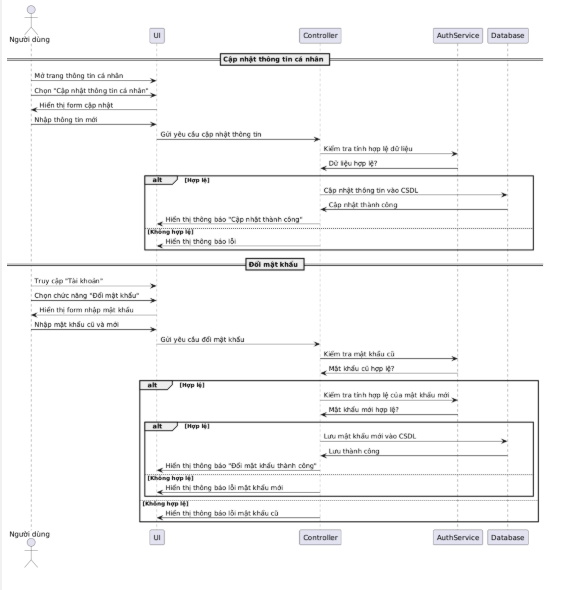 Người dùng
UI
Controller
AuthService
Database
Cập nhật thông tin cá nhân
Mở trang thông tin cá nhân
Chọn "Cập nhật thông tin cá nhân"
Hiển thị form cập nhật
Nhập thông tin mới
Gửi yêu cầu cập nhật thông tin
Kiểm tra tính hợp lệ dữ liệu
Dữ liệu hợp lệ?
alt [Hợp lệ]
Cập nhật thông tin vào CSDL
Cập nhật thành công
Hiển thị thông báo "Cập nhật thành công"
[Không hợp lệ]
Hiển thị thông báo lỗi
Đổi mật khẩu
Truy cập "Tài khoản"
Chọn chức năng "Đổi mật khẩu"
Hiển thị form nhập mật khẩu
Nhập mật khẩu cũ và mới
Gửi yêu cầu đổi mật khẩu
Kiểm tra mật khẩu cũ
Mật khẩu cũ hợp lệ?
alt [Hợp lệ]
Kiểm tra tính hợp lệ của mật khẩu mới
Mật khẩu mới hợp lệ?
alt [Hợp lệ]
Lưu mật khẩu mới vào CSDL
Lưu thành công
Hiển thị thông báo "Đổi mật khẩu thành công"
[Không hợp lệ]
Hiển thị thông báo lỗi mật khẩu mới
[Không hợp lệ]
Hiển thị thông báo lỗi mật khẩu cũ
Người dùng
UI
Controller
AuthService
Database